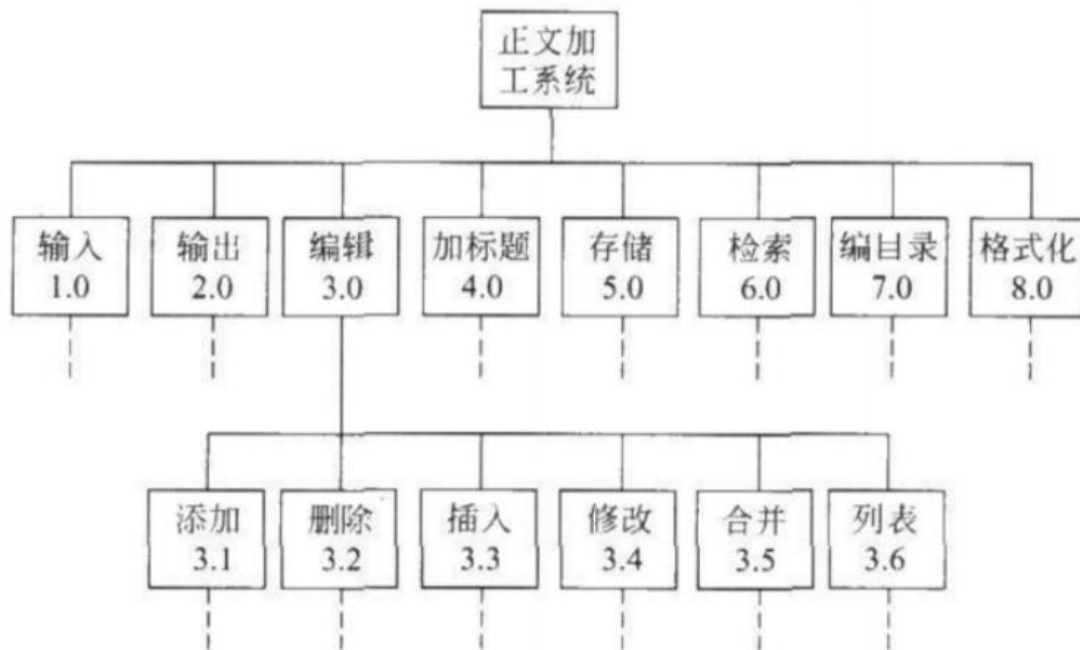 正文加
工系统
输入
1.0
输出
2.0
编辑
3.0
加标题
4.0
存储
5.0
检索
6.0
编目录
7.0
格式化
8.0
添加
3.1
删除
3.2
插入
3.3
修改
3.4
合并
3.5
列表
3.6